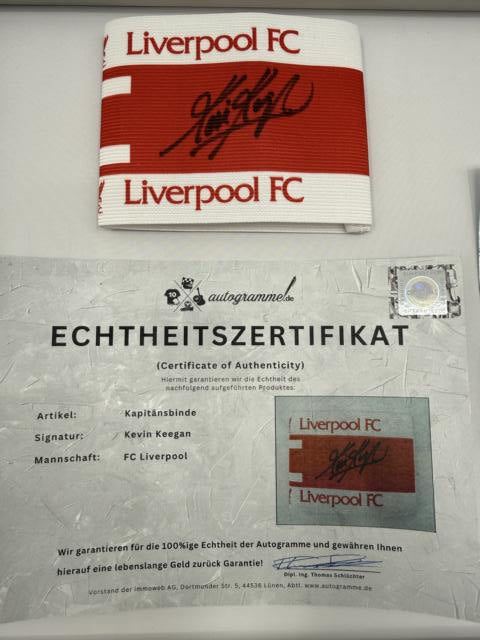 Liverpool FC
Liverpool FC
10
autogramme.de
ECHTHEITSZERTIFIKAT
(Certificate of Authenticity)
Hiermit garantieren wir die Echtheit des
nachfolgend aufgeführten Produktes:
Artikel: Kapitänsbinde
Signatur: Kevin Keegan
Mannschaft: FC Liverpool
Liverpool FC
Liverpool FC
Wir garantieren für die 100%ige Echtheit der Autogramme und gewähren Ihnen
hierauf eine lebenslange Geld zurück Garantie!
Dipl. Ing. Thomas Schlüchter
Vorstand der Immoweb AG, Dortmunder Str. 5, 44536 Lünen, Abtl. www.autogramme.de